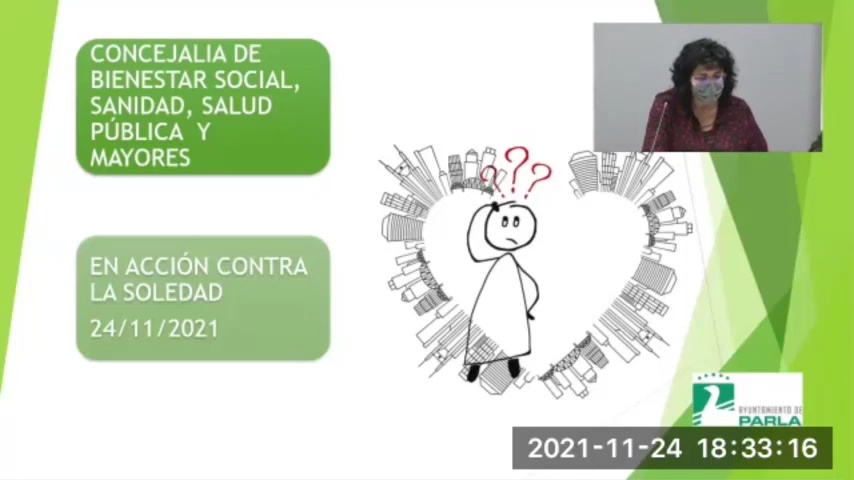 CONCEJALIA DE
BIENESTAR SOCIAL,
SANIDAD, SALUD
PÚBLICA Y
MAYORES
EN ACCIÓN CONTRA
LA SOLEDAD
24/11/2021
???
AYUNTAMIENTO DE
PARLA
2021-11-24 18:33:16